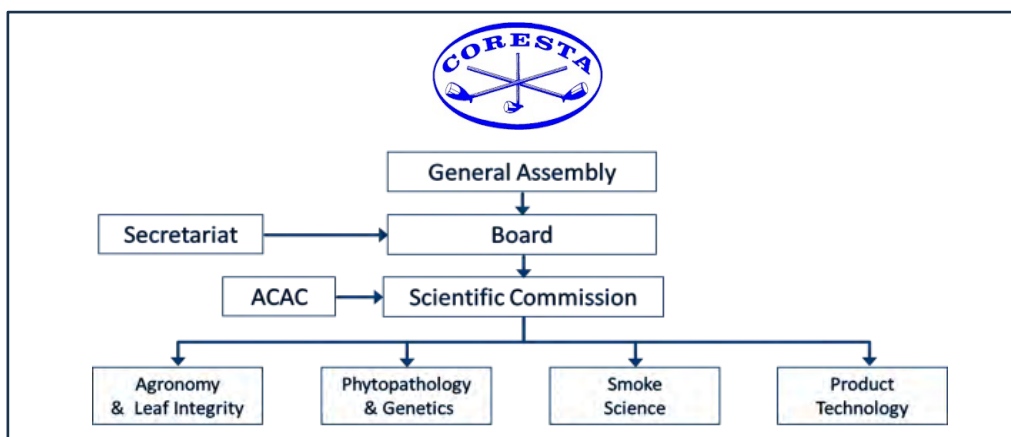 CORESTA
General Assembly
Secretariat
Board
ACAC
Scientific Commission
Agronomy
& Leaf Integrity
Phytopathology
& Genetics
Smoke
Science
Product
Technology